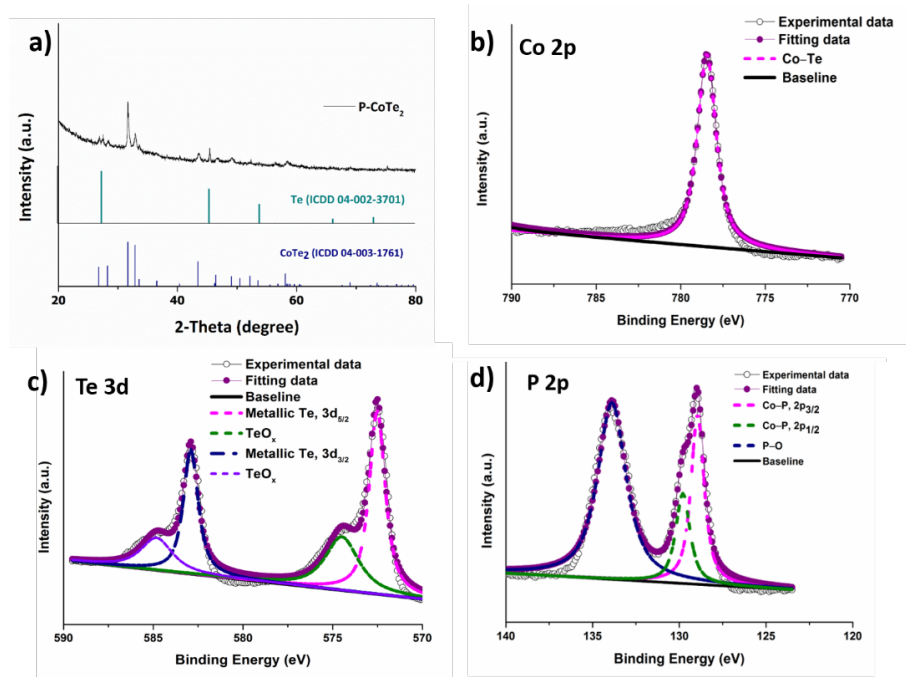 a)
P-CoTe₂
Te (ICDD 04-002-3701)
CoTe₂ (ICDD 04-003-1761)
Intensity (a.u.)
20 40 60 80
2-Theta (degree)
b) Co 2p
Experimental data
Fitting data
Co–Te
Baseline
Intensity (a.u.)
790 785 780 775 770
Binding Energy (eV)
c) Te 3d
Experimental data
Fitting data
Baseline
Metallic Te, 3d₅/₂
TeOₓ
Metallic Te, 3d₃/₂
TeOₓ
Intensity (a.u.)
590 585 580 575 570
Binding Energy (eV)
d) P 2p
Experimental data
Fitting data
Co–P, 2p₃/₂
Co–P, 2p₁/₂
P–O
Baseline
Intensity (a.u.)
140 135 130 125 120
Binding Energy (eV)